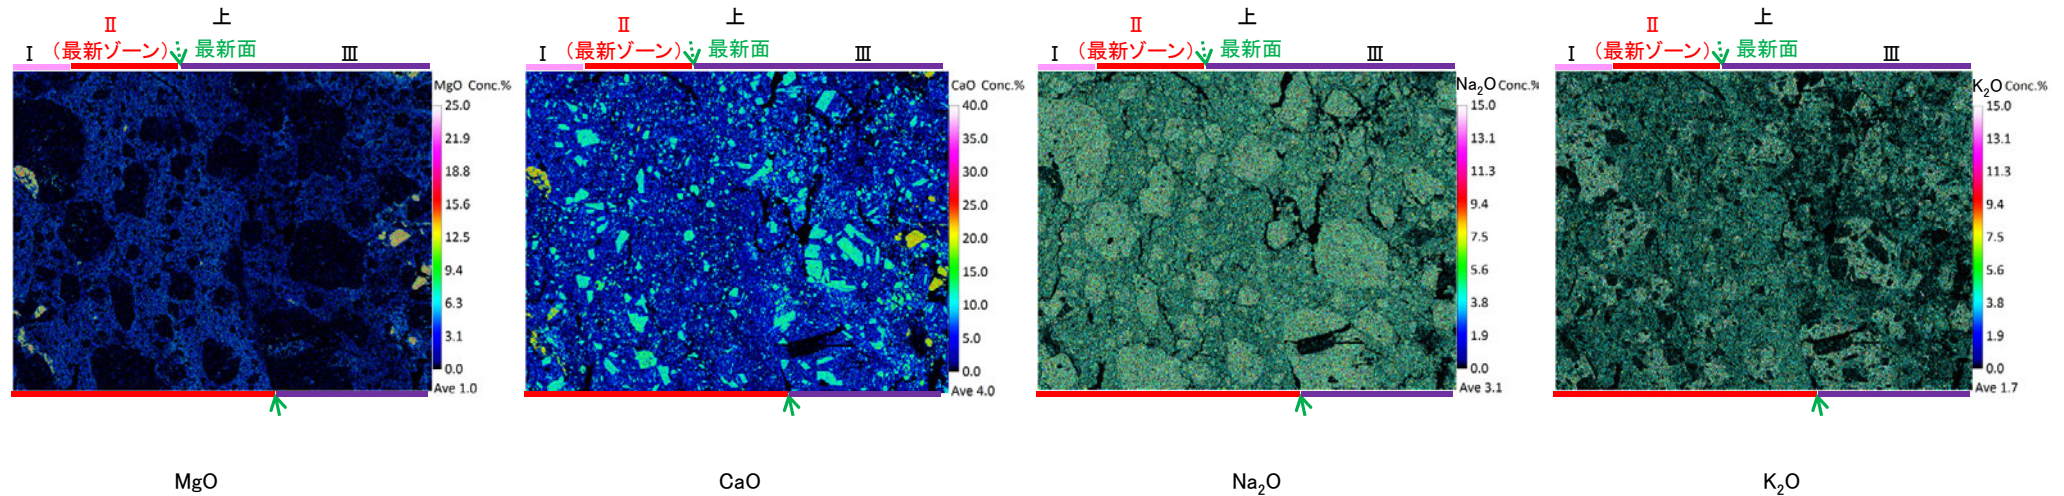 上
Ⅱ
Ⅰ (最新ゾーン) 最新面 Ⅲ
MgO Conc.%
25.0
21.9
18.8
15.6
12.5
9.4
6.3
3.1
0.0
Ave 1.0
MgO
上
Ⅱ
Ⅰ (最新ゾーン) 最新面 Ⅲ
CaO Conc.%
40.0
35.0
30.0
25.0
20.0
15.0
10.0
5.0
0.0
Ave 4.0
CaO
上
Ⅱ
Ⅰ (最新ゾーン) 最新面 Ⅲ
Na₂O Conc.%
15.0
13.1
11.3
9.4
7.5
5.6
3.8
1.9
0.0
Ave 3.1
Na₂O
上
Ⅱ
Ⅰ (最新ゾーン) 最新面 Ⅲ
K₂O Conc.%
15.0
13.1
11.3
9.4
7.5
5.6
3.8
1.9
0.0
Ave 1.7
K₂O